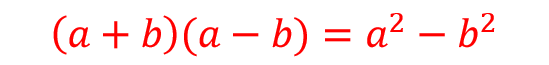 (a + b)(a − b) = a² − b²